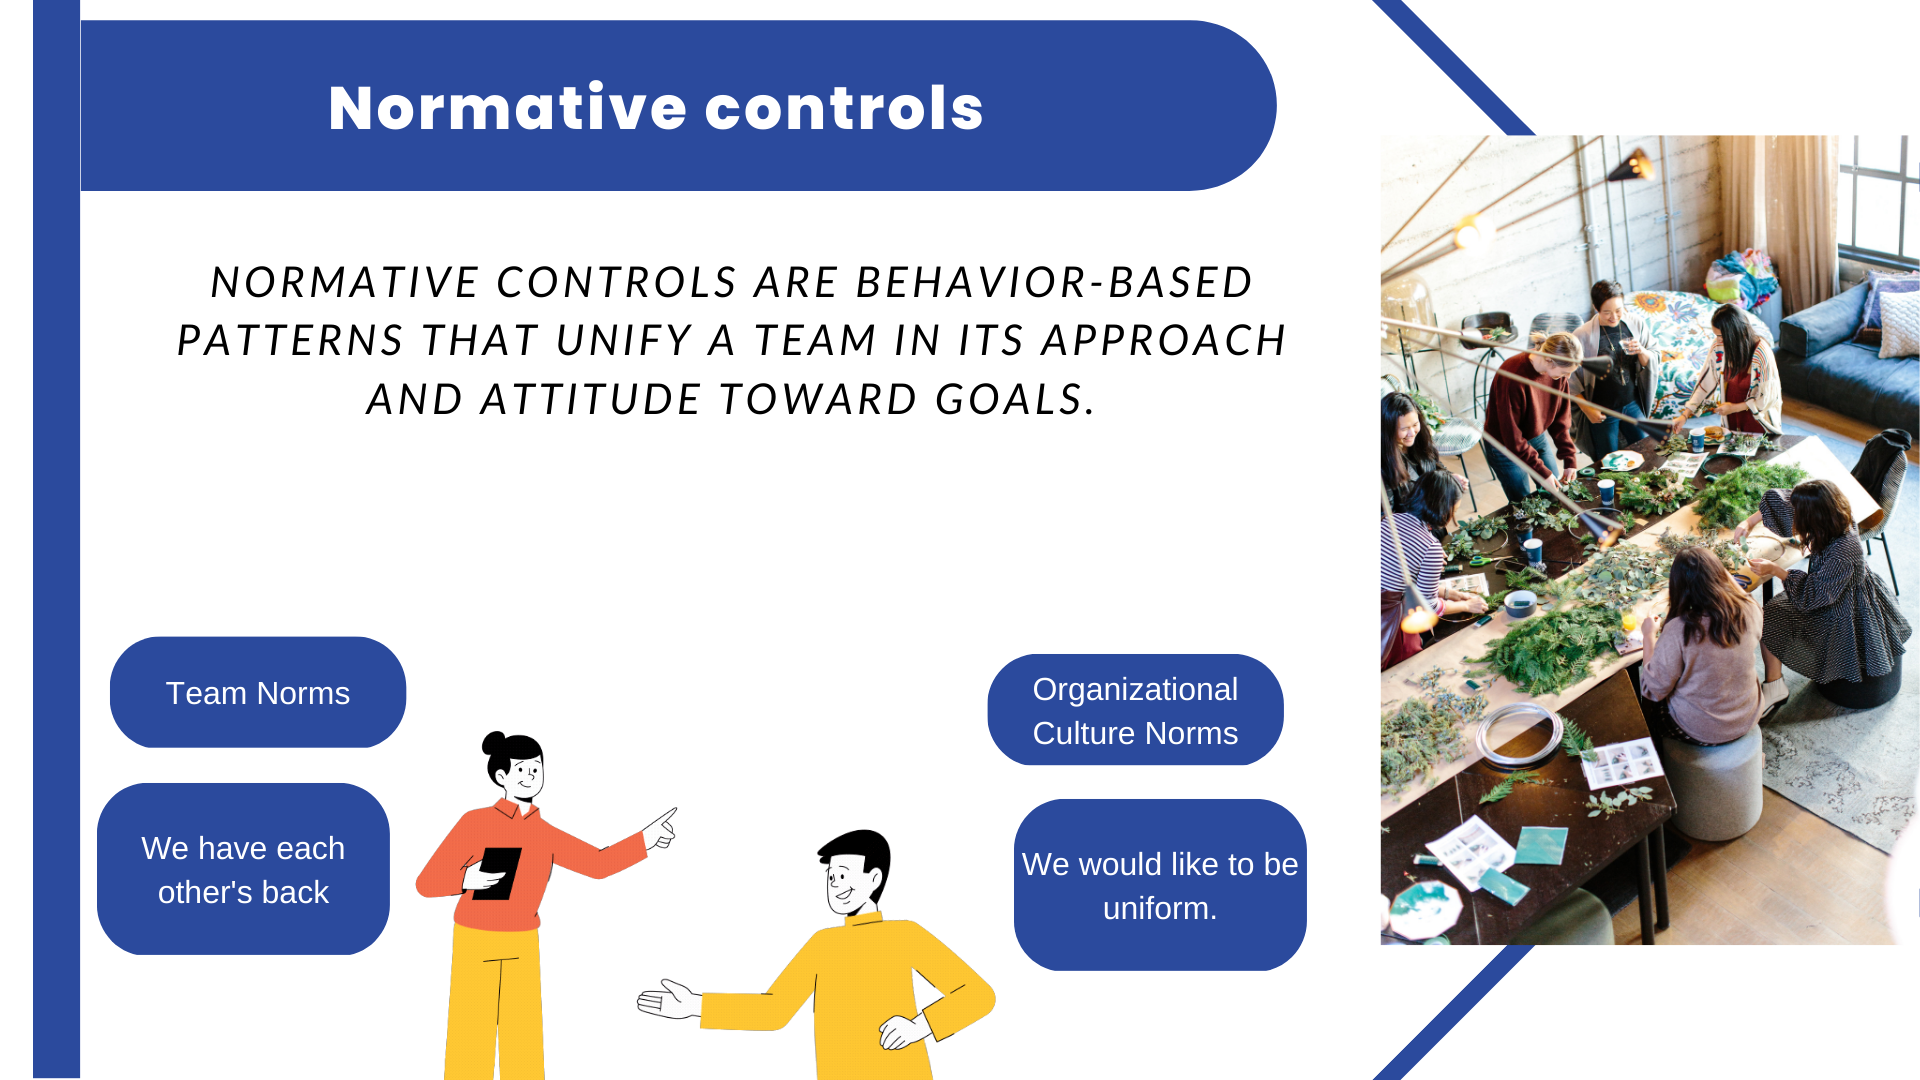 Normative controls
NORMATIVE CONTROLS ARE BEHAVIOR-BASED
PATTERNS THAT UNIFY A TEAM IN ITS APPROACH
AND ATTITUDE TOWARD GOALS.
Team Norms
We have each
other's back
Organizational
Culture Norms
We would like to be
uniform.